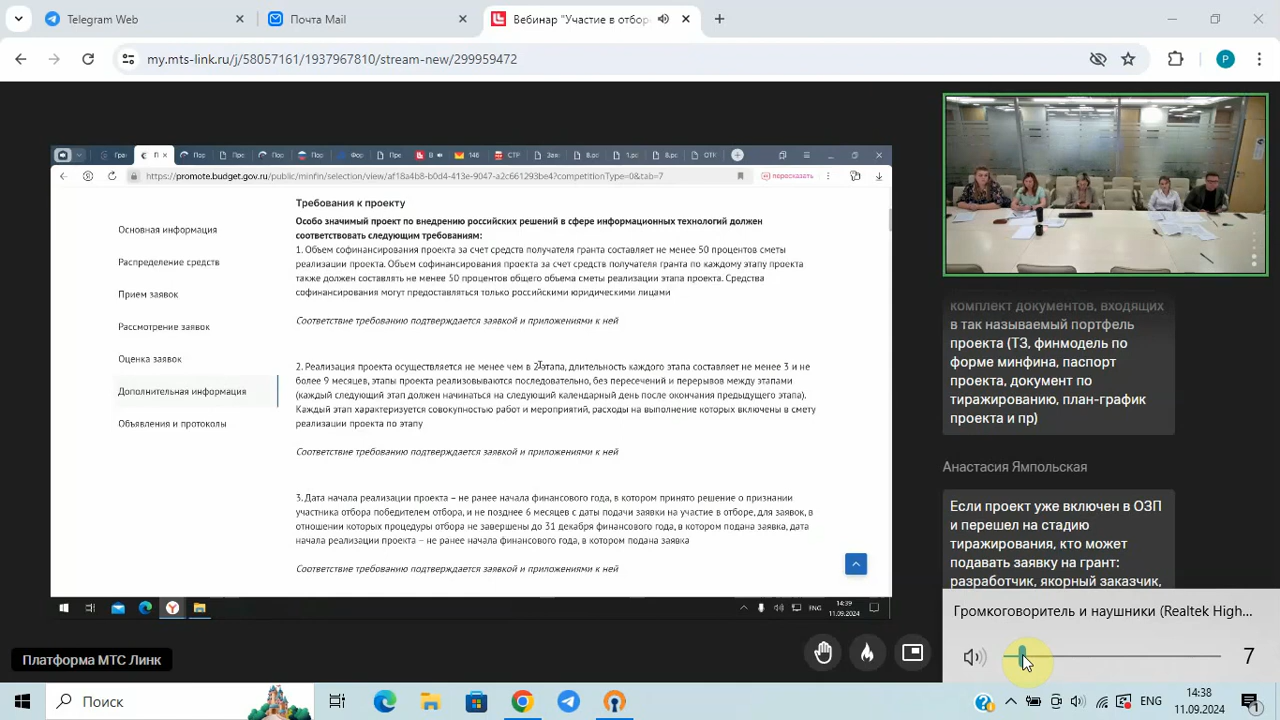 Telegram Web
Почта Mail
Вебинар "Участие в отбор
my.mts-link.ru/j/58057161/1937967810/stream-new/299959472
P
https://promote.budget.gov.ru/public/minfin/selection/view/af18a4b8-b0d4-413e-9047-a2c661293be4?competitionType=0&tab=7
пересказать
Основная информация
Распределение средств
Прием заявок
Рассмотрение заявок
Оценка заявок
Дополнительная информация
Объявления и протоколы
Требования к проекту
Особо значимый проект по внедрению российских решений в сфере информационных технологий должен
соответствовать следующим требованиям:
1. Объем софинансирования проекта за счет средств получателя гранта составляет не менее 50 процентов сметы
реализации проекта. Объем софинансирования проекта за счет средств получателя гранта по каждому этапу проекта
также должен составлять не менее 50 процентов общего объема сметы реализации этапа проекта. Средства
софинансирования могут предоставляться только российскими юридическими лицами
Соответствие требованию подтверждается заявкой и приложениями к ней
2. Реализация проекта осуществляется не менее чем в 2 этапа, длительность каждого этапа составляет не менее 3 и не
более 9 месяцев, этапы проекта реализовываются последовательно, без пересечений и перерывов между этапами
(каждый следующий этап должен начинаться на следующий календарный день после окончания предыдущего этапа).
Каждый этап характеризуется совокупностью работ и мероприятий, расходы на выполнение которых включены в смету
реализации проекта по этапу
Соответствие требованию подтверждается заявкой и приложениями к ней
3. Дата начала реализации проекта – не ранее начала финансового года, в котором принято решение о признании
участника отбора победителем отбора, и не позднее 6 месяцев с даты подачи заявки на участие в отборе, для заявок, в
отношении которых процедуры отбора не завершены до 31 декабря финансового года, в котором подана заявка, дата
начала реализации проекта – не ранее начала финансового года, в котором подана заявка
Соответствие требованию подтверждается заявкой и приложениями к ней
ENG
14:39
11.09.2024
комплект документов, входящих
в так называемый портфель
проекта (ТЗ, финмодель по
форме минфина, паспорт
проекта, документ по
тиражированию, план-график
проекта и пр)
Анастасия Ямпольская
Если проект уже включен в ОЗП
и перешел на стадию
тиражирования, кто может
подавать заявку на грант:
разработчик, якорный заказчик,
Громкоговоритель и наушники (Realtek High...
7
Платформа МТС Линк
Поиск
ENG
14:38
11.09.2024